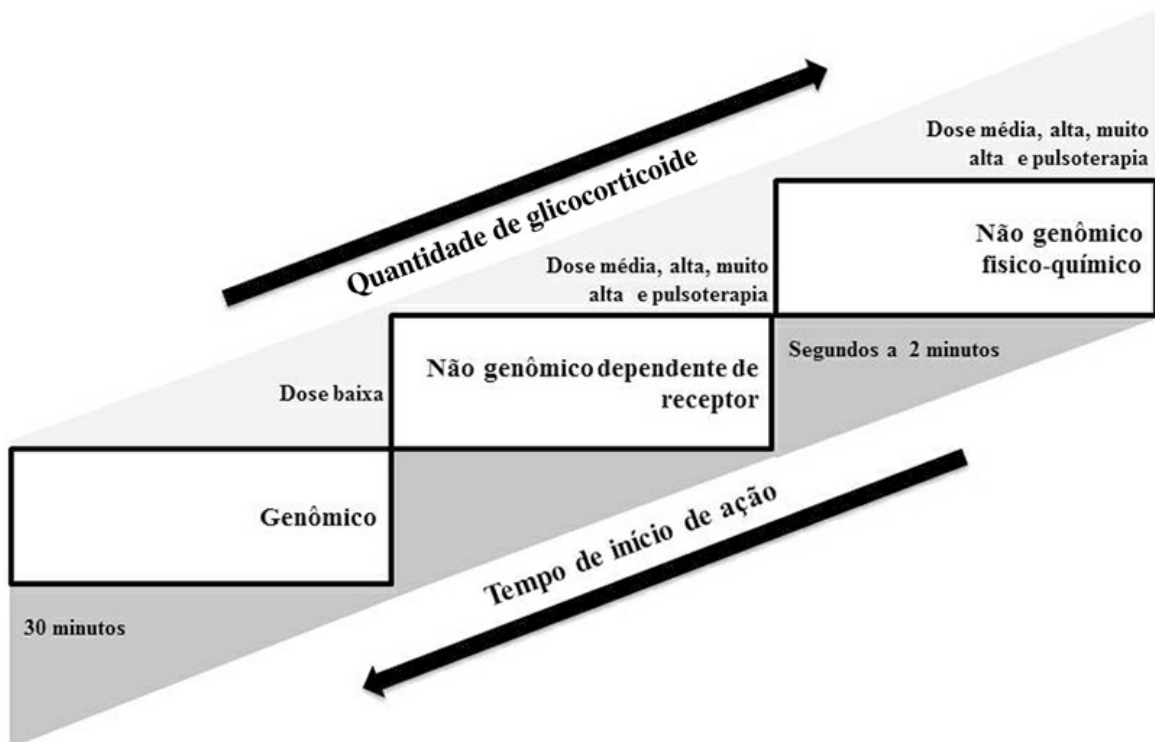 Dose média, alta, muito
alta e pulsoterapia
Quantidade de glicocorticoide
Não genômico
físico-químico
Dose média, alta, muito
alta e pulsoterapia
Segundos a 2 minutos
Dose baixa
Não genômico dependente de
receptor
Genômico
Tempo de início de ação
30 minutos